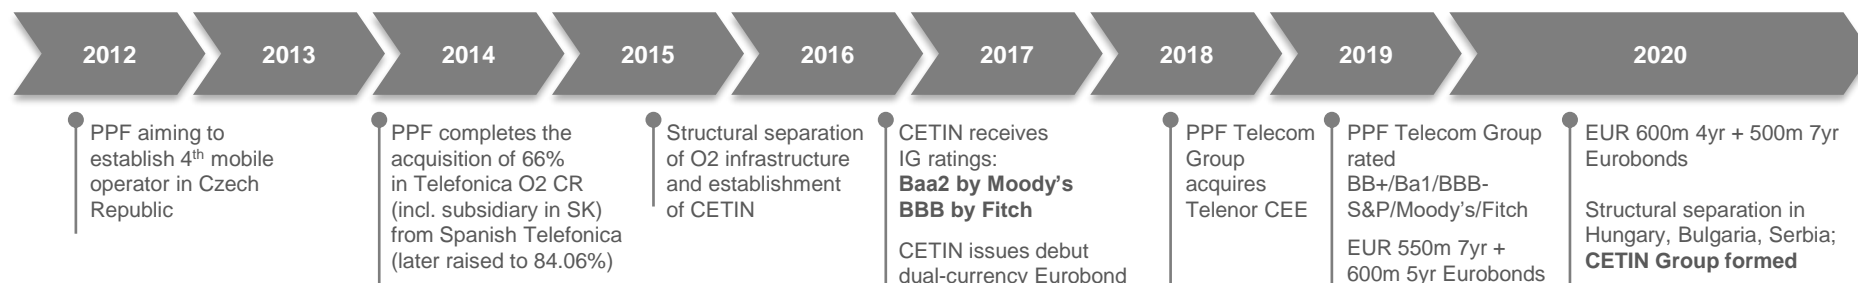 2012
2013
2014
2015
2016
2017
2018
2019
2020
PPF aiming to
establish 4th mobile
operator in Czech
Republic
PPF completes the
acquisition of 66%
in Telefonica O2 CR
(incl. subsidiary in SK)
from Spanish Telefonica
(later raised to 84.06%)
Structural separation
of O2 infrastructure
and establishment
of CETIN
CETIN receives
IG ratings:
Baa2 by Moody’s
BBB by Fitch
CETIN issues debut
dual-currency Eurobond
PPF Telecom
Group
acquires
Telenor CEE
PPF Telecom Group
rated
BB+/Ba1/BBB-
S&P/Moody’s/Fitch
EUR 550m 7yr +
600m 5yr Eurobonds
EUR 600m 4yr + 500m 7yr
Eurobonds
Structural separation in
Hungary, Bulgaria, Serbia;
CETIN Group formed